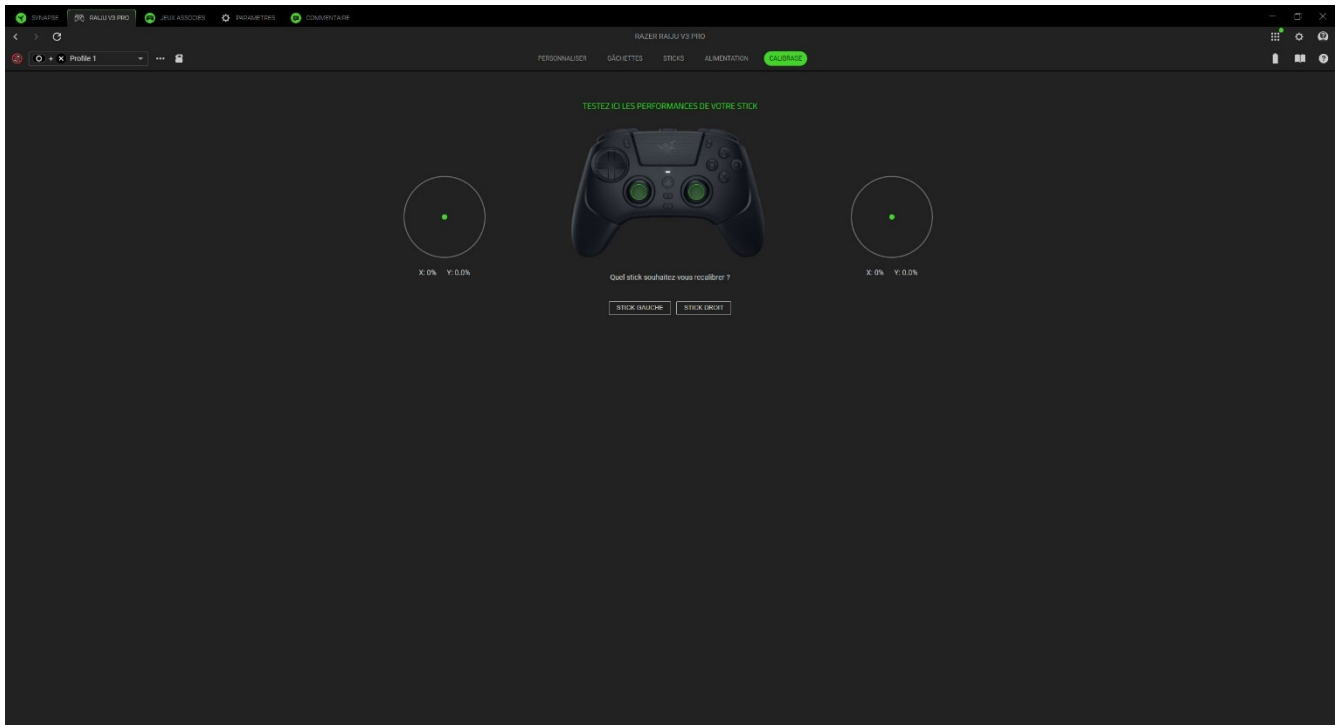 SYNAPSE RAIJU V3 PRO JEUX ASSOCIÉS PARAMÈTRES COMMENTAIRE
RAZER RAIJU V3 PRO
O + X Profile 1
PERSONNALISER GÂCHETTES STICKS ALIMENTATION CALIBRAGE
TESTEZ ICI LES PERFORMANCES DE VOTRE STICK
X: 0% Y: 0.0%
X: 0% Y: 0.0%
Quel stick souhaitez-vous recalibrer ?
STICK GAUCHE STICK DROIT